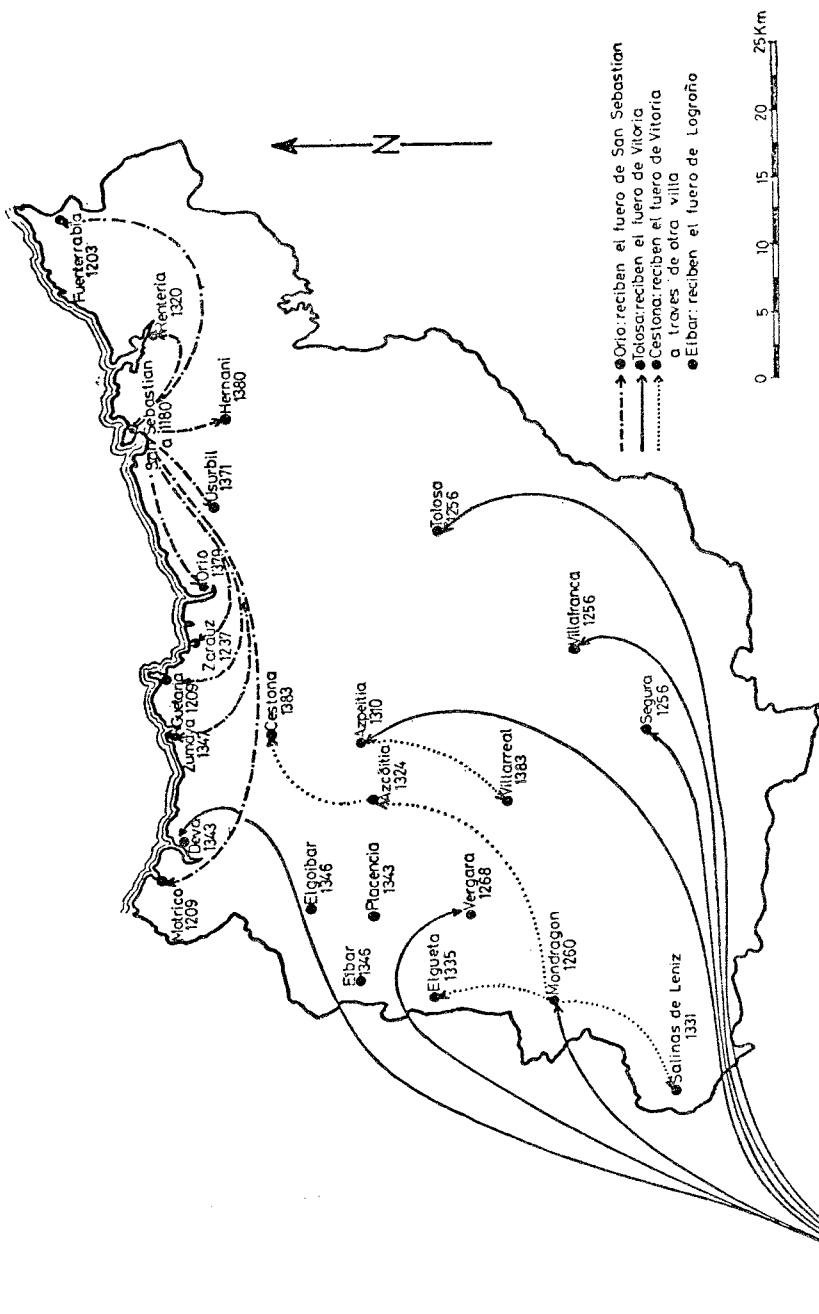 Fuenterrabia
1203
Renteria
1320
San Sebastian
1180
Hernani
1380
Usurbil
1371
Orio
1379
Zarauz
1237
Guetaria
1209
Zumaya
1347
Deva
1343
Motrico
1209
Cestona
1383
Elgoibar
1346
Placencia
1343
Eibar
1346
Azpeitia
1310
Azcoitia
1324
Vergara
1268
Elgueta
1335
Villarreal
1383
Mondragon
1260
Salinas de Leniz
1331
Tolosa
1256
Villafranca
1256
Segura
1256
N
Orio: reciben el fuero de San Sebastian
Tolosa: reciben el fuero de Vitoria
Cestona: reciben el fuero de Vitoria
a traves de otra villa
Eibar: reciben el fuero de Logroño
0 5 10 15 20 25Km